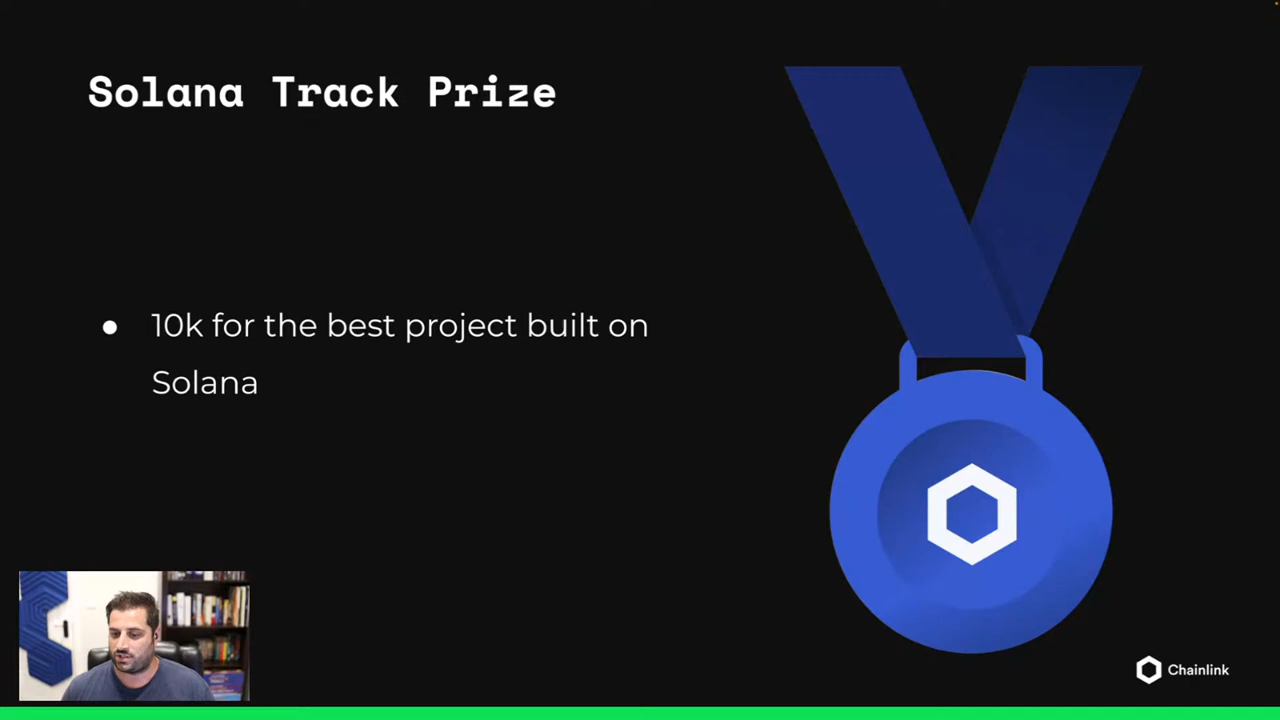 Solana Track Prize
● 10k for the best project built on
Solana
Chainlink